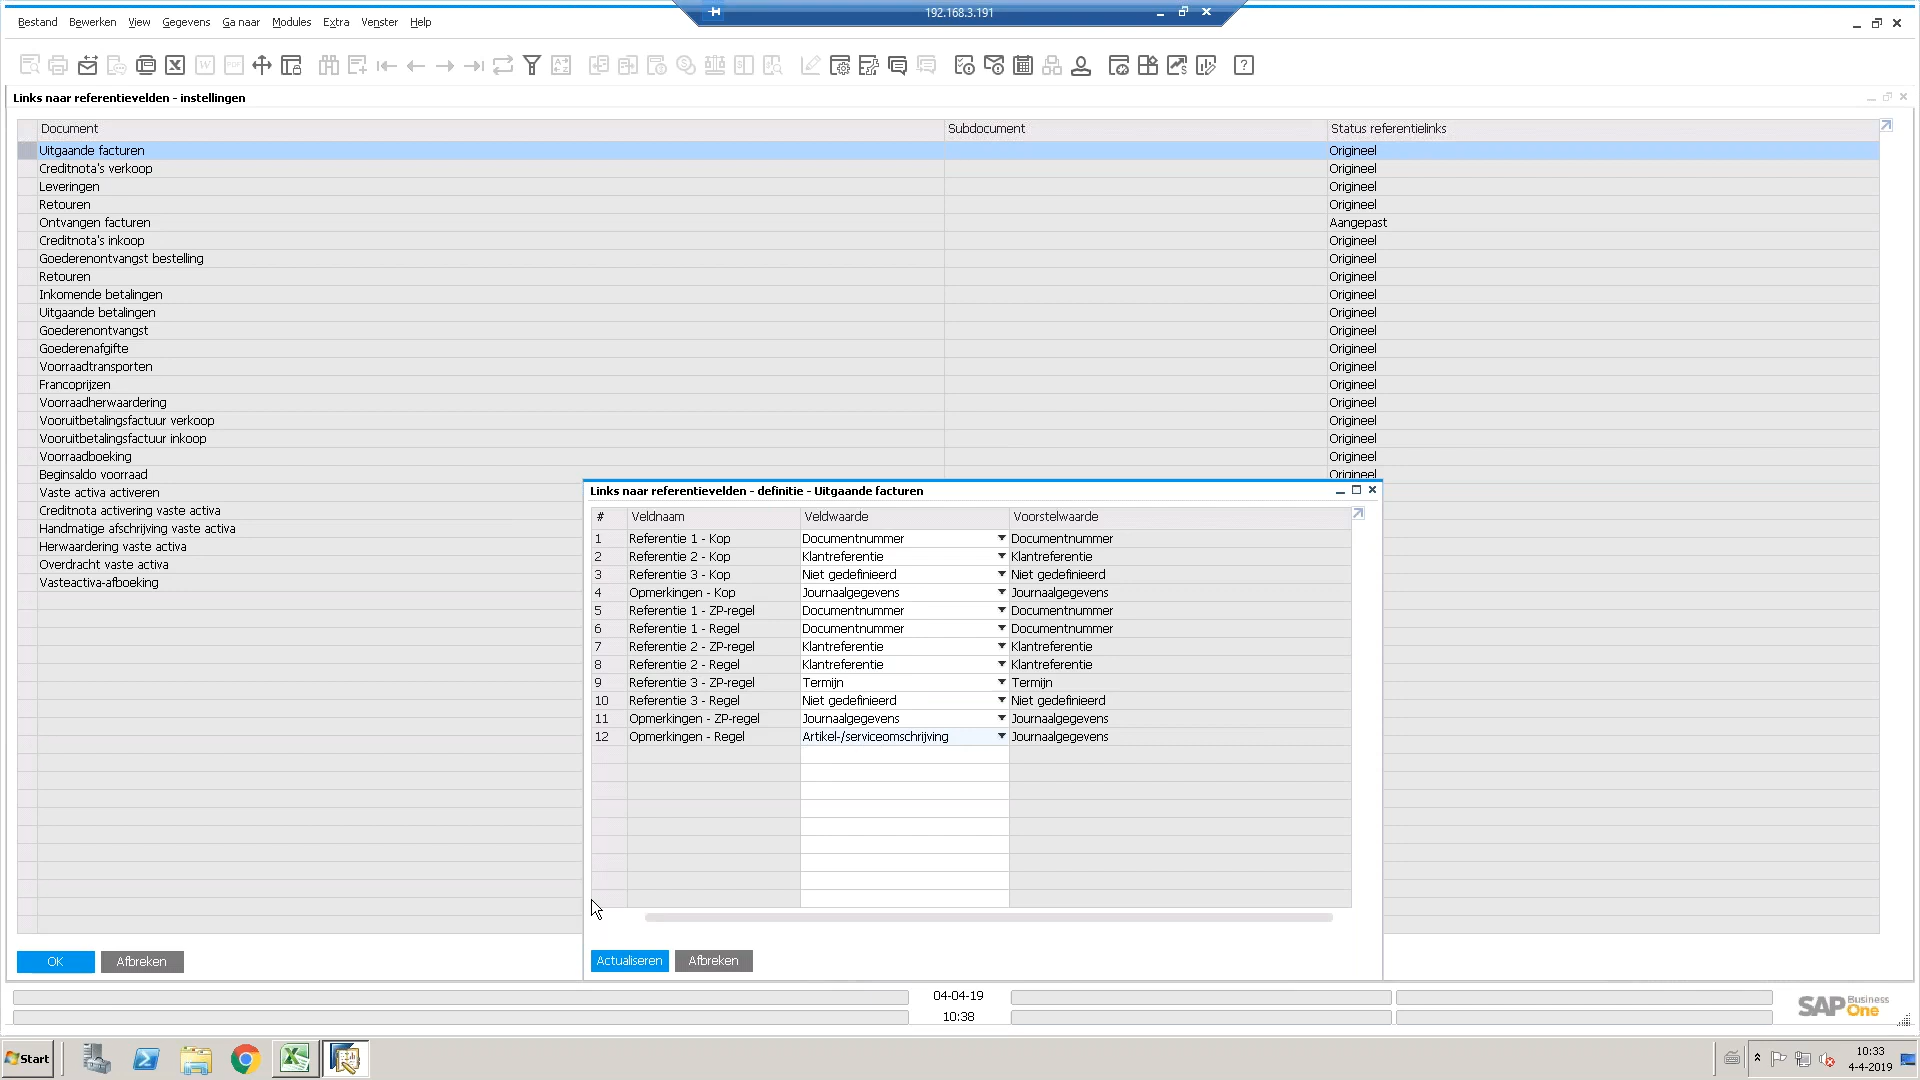 192.168.3.191
Bestand Bewerken View Gegevens Ga naar Modules Extra Venster Help
Links naar referentievelden - instellingen
Document Subdocument Status referentielinks
Uitgaande facturen Origineel
Creditnota's verkoop Origineel
Leveringen Origineel
Retouren Origineel
Ontvangen facturen Aangepast
Creditnota's inkoop Origineel
Goederenontvangst bestelling Origineel
Retouren Origineel
Inkomende betalingen Origineel
Uitgaande betalingen Origineel
Goederenontvangst Origineel
Goederenafgifte Origineel
Voorraadtransporten Origineel
Francoprijzen Origineel
Voorraadherwaardering Origineel
Vooruitbetalingsfactuur verkoop Origineel
Vooruitbetalingsfactuur inkoop Origineel
Voorraadboeking Origineel
Beginsaldo voorraad Origineel
Vaste activa activeren
Creditnota activering vaste activa
Handmatige afschrijving vaste activa
Herwaardering vaste activa
Overdracht vaste activa
Vasteactiva-afboeking
Links naar referentievelden - definitie - Uitgaande facturen
# Veldnaam Veldwaarde Voorstelwaarde
1 Referentie 1 - Kop Documentnummer Documentnummer
2 Referentie 2 - Kop Klantreferentie Klantreferentie
3 Referentie 3 - Kop Niet gedefinieerd Niet gedefinieerd
4 Opmerkingen - Kop Journaalgegevens Journaalgegevens
5 Referentie 1 - ZP-regel Documentnummer Documentnummer
6 Referentie 1 - Regel Documentnummer Documentnummer
7 Referentie 2 - ZP-regel Klantreferentie Klantreferentie
8 Referentie 2 - Regel Klantreferentie Klantreferentie
9 Referentie 3 - ZP-regel Termijn Termijn
10 Referentie 3 - Regel Niet gedefinieerd Niet gedefinieerd
11 Opmerkingen - ZP-regel Journaalgegevens Journaalgegevens
12 Opmerkingen - Regel Artikel-/serviceomschrijving Journaalgegevens
Actualiseren Afbreken
OK Afbreken
04-04-19
10:38
SAP Business One
Start
10:33
4-4-2019